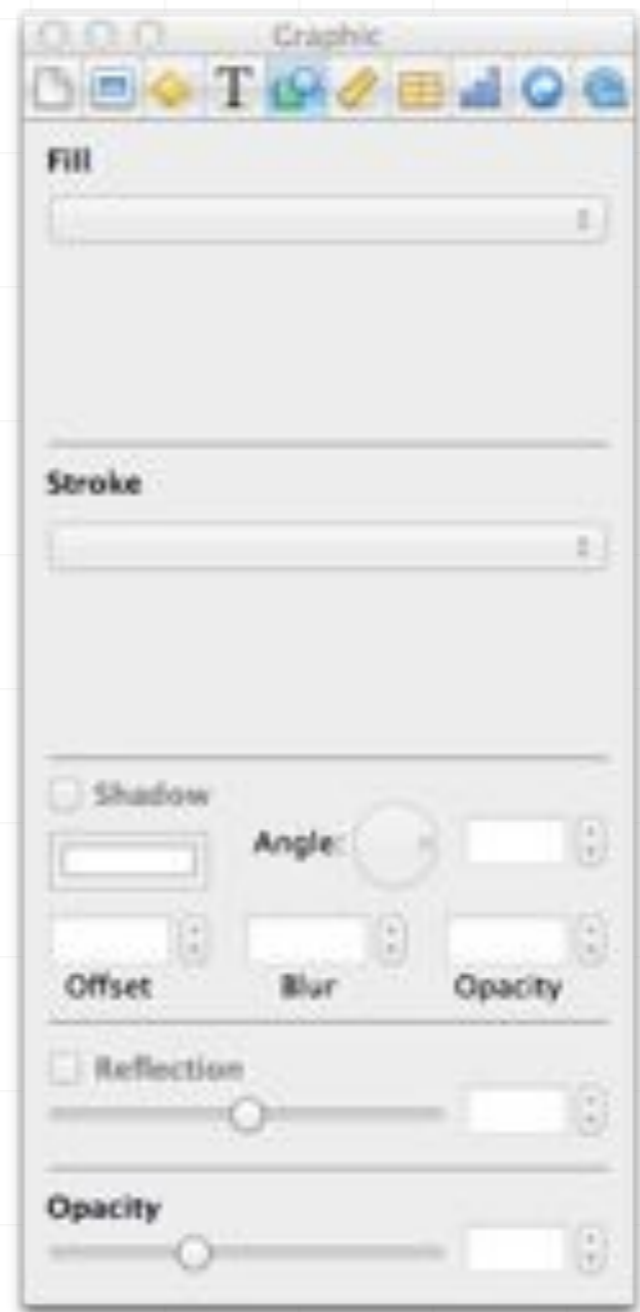 Graphic
T
Fill
Stroke
Shadow
Angle:
Offset Blur Opacity
Reflection
Opacity